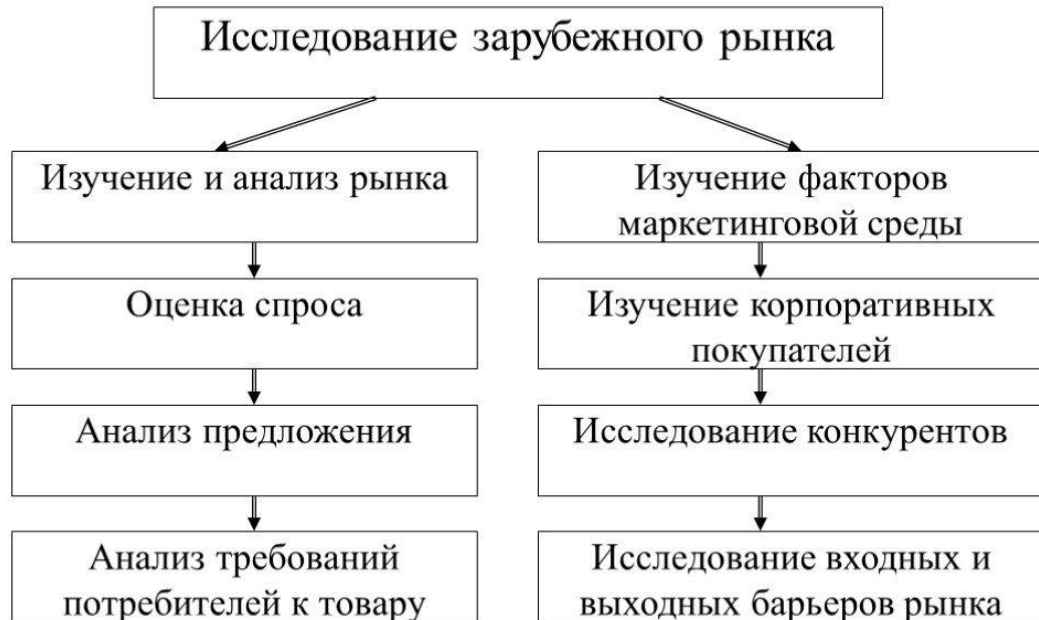 Исследование зарубежного рынка
Изучение и анализ рынка
Оценка спроса
Анализ предложения
Анализ требований
потребителей к товару
Изучение факторов
маркетинговой среды
Изучение корпоративных
покупателей
Исследование конкурентов
Исследование входных и
выходных барьеров рынка